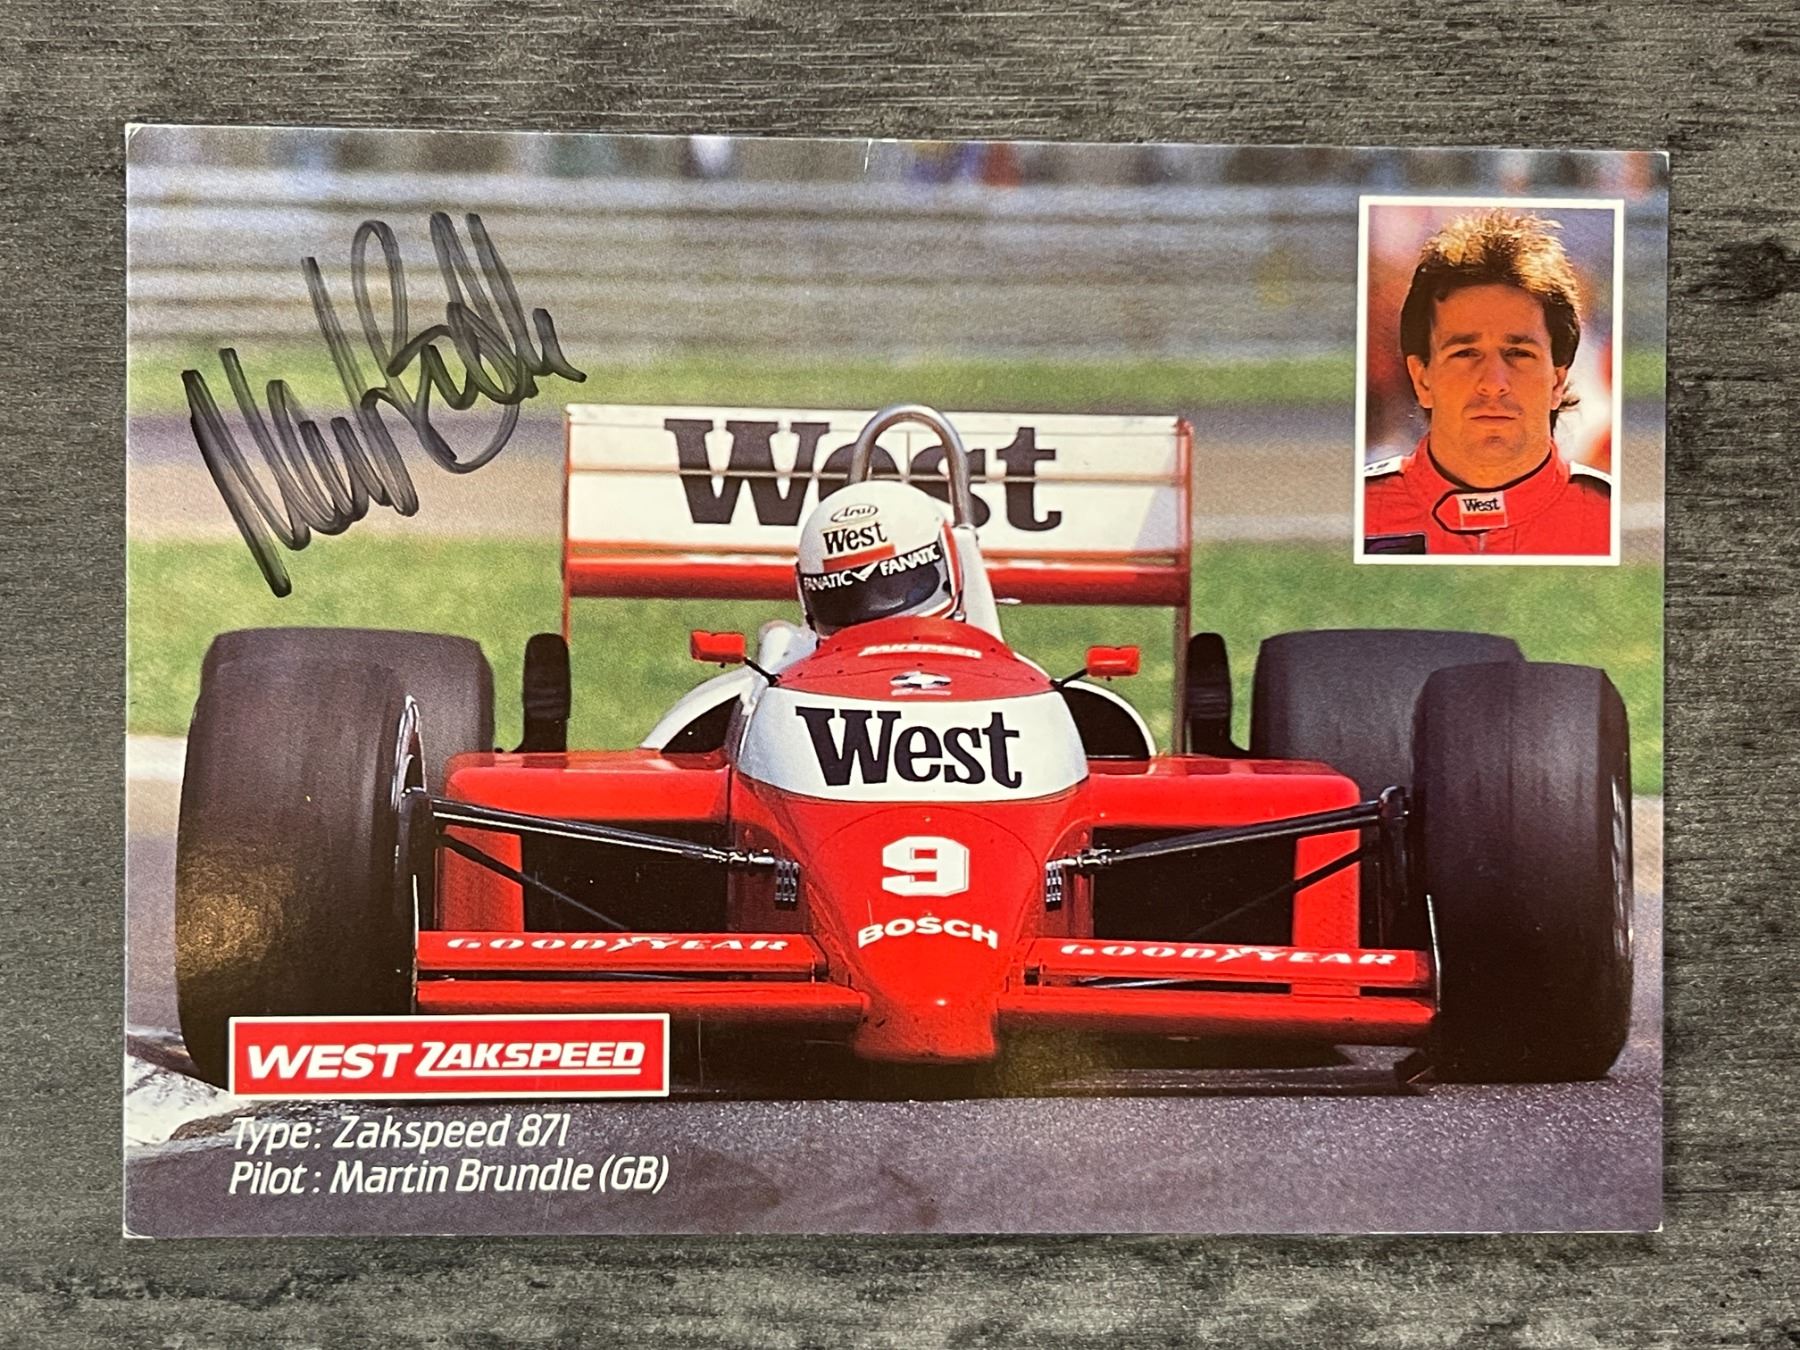 West
Arai
West
FANATIC FANATIC
West
ZAKSPEED
West
9
BOSCH
GOODYEAR GOODYEAR
WEST ZAKSPEED
Type: Zakspeed 871
Pilot: Martin Brundle (GB)